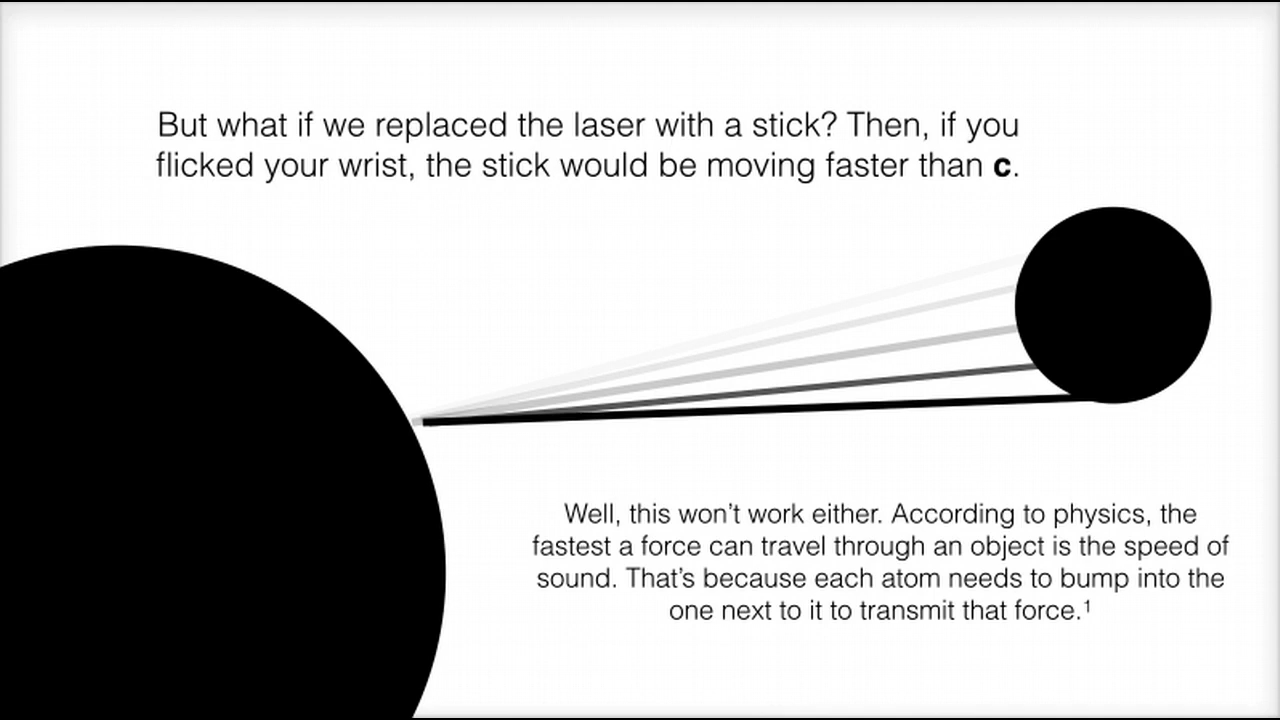 But what if we replaced the laser with a stick? Then, if you
flicked your wrist, the stick would be moving faster than c.
Well, this won’t work either. According to physics, the
fastest a force can travel through an object is the speed of
sound. That’s because each atom needs to bump into the
one next to it to transmit that force.¹